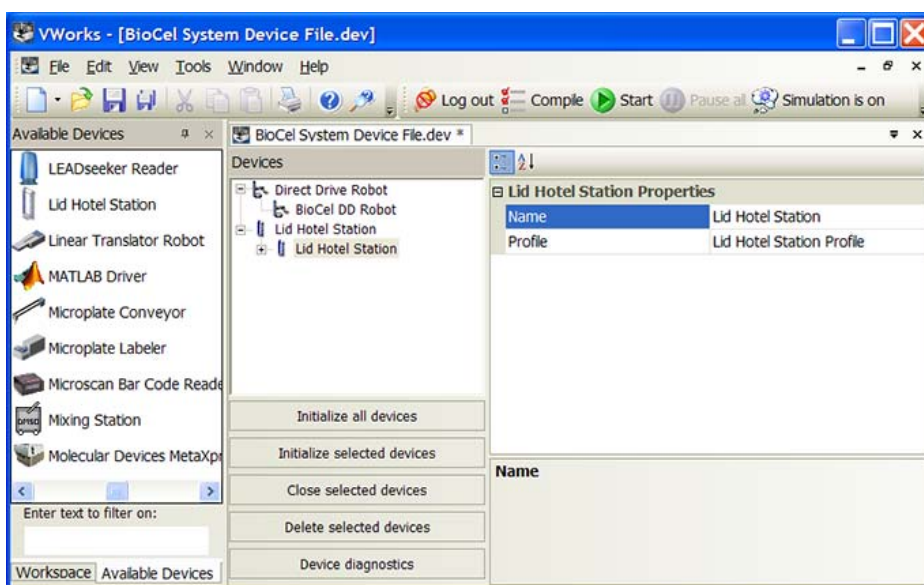 VWorks - [BioCel System Device File.dev]
File Edit View Tools Window Help
Log out Compile Start Pause all Simulation is on
Available Devices
LEADseeker Reader
Lid Hotel Station
Linear Translator Robot
MATLAB Driver
Microplate Conveyor
Microplate Labeler
Microscan Bar Code Reade
Mixing Station
Molecular Devices MetaXpr
Enter text to filter on:
Workspace Available Devices
BioCel System Device File.dev *
Devices
Direct Drive Robot
BioCel DD Robot
Lid Hotel Station
Lid Hotel Station
Initialize all devices
Initialize selected devices
Close selected devices
Delete selected devices
Device diagnostics
Lid Hotel Station Properties
Name Lid Hotel Station
Profile Lid Hotel Station Profile
Name